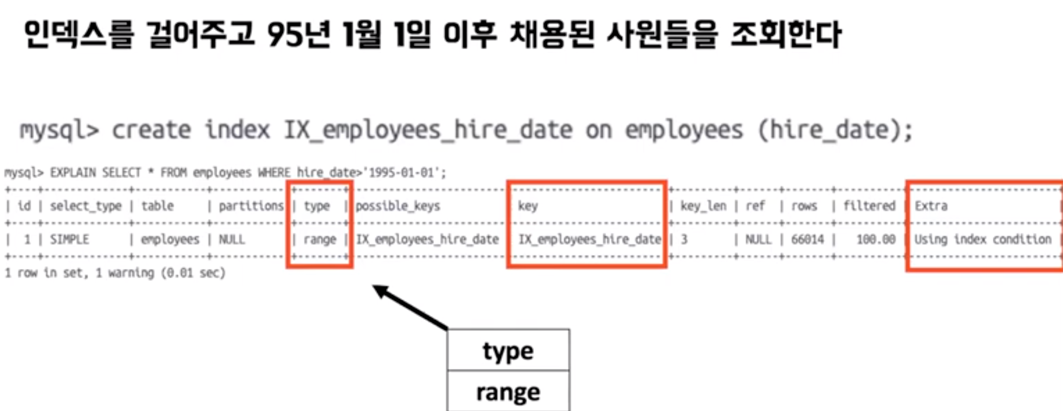 인덱스를 걸어주고 95년 1월 1일 이후 채용된 사원들을 조회한다
mysql> create index IX_employees_hire_date on employees (hire_date);
mysql> EXPLAIN SELECT * FROM employees WHERE hire_date>'1995-01-01';
| id | select_type | table | partitions | type | possible_keys | key | key_len | ref | rows | filtered | Extra
| 1 | SIMPLE | employees | NULL | range | IX_employees_hire_date | IX_employees_hire_date | 3 | NULL | 66014 | 100.00 | Using index condition
1 row in set, 1 warning (0.01 sec)
type
range